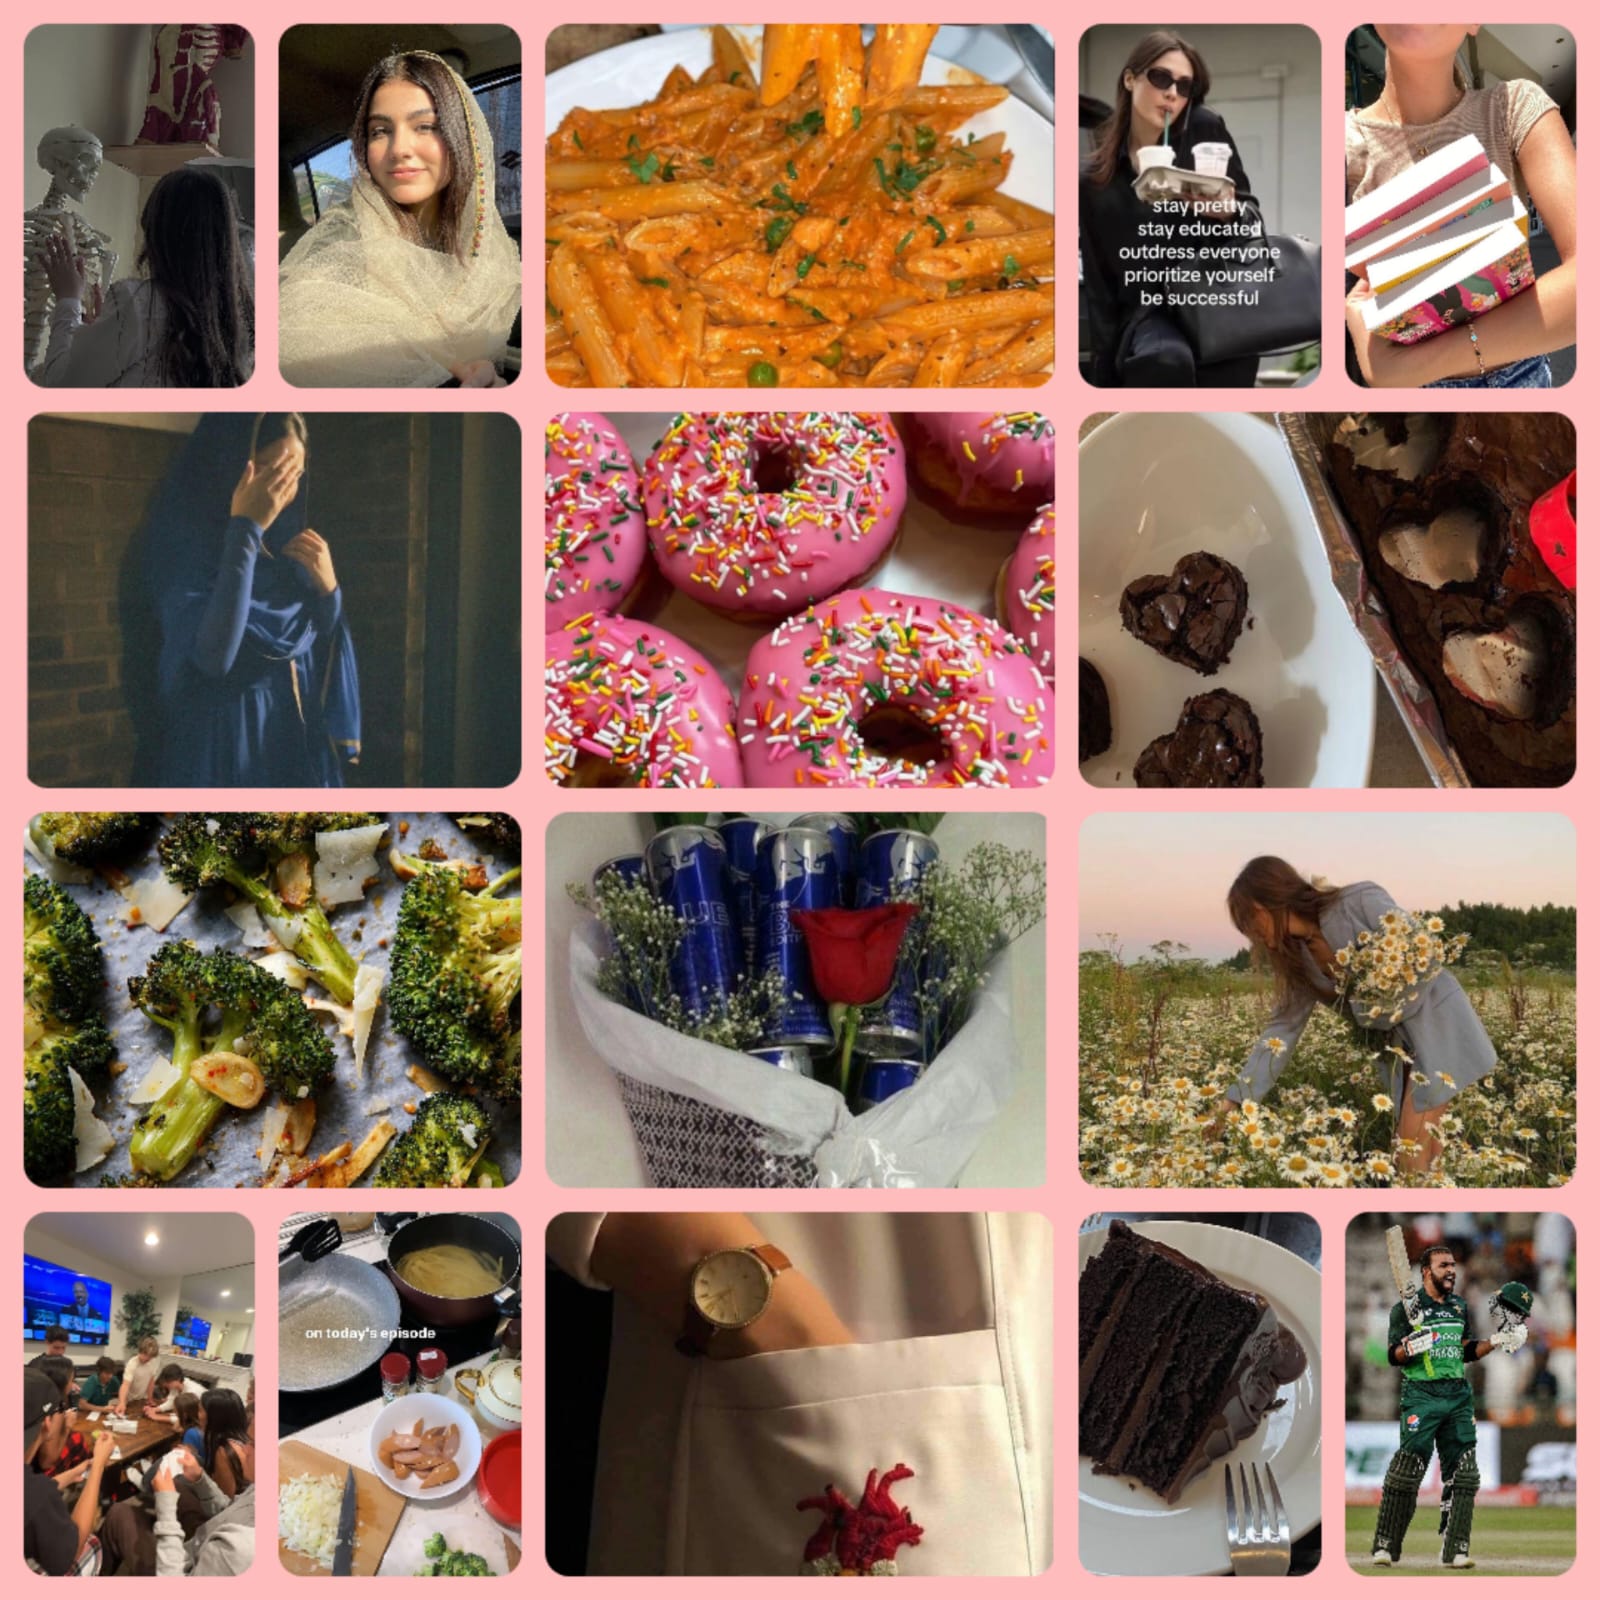 stay pretty
stay educated
outdress everyone
prioritize yourself
be successful
on today's episode